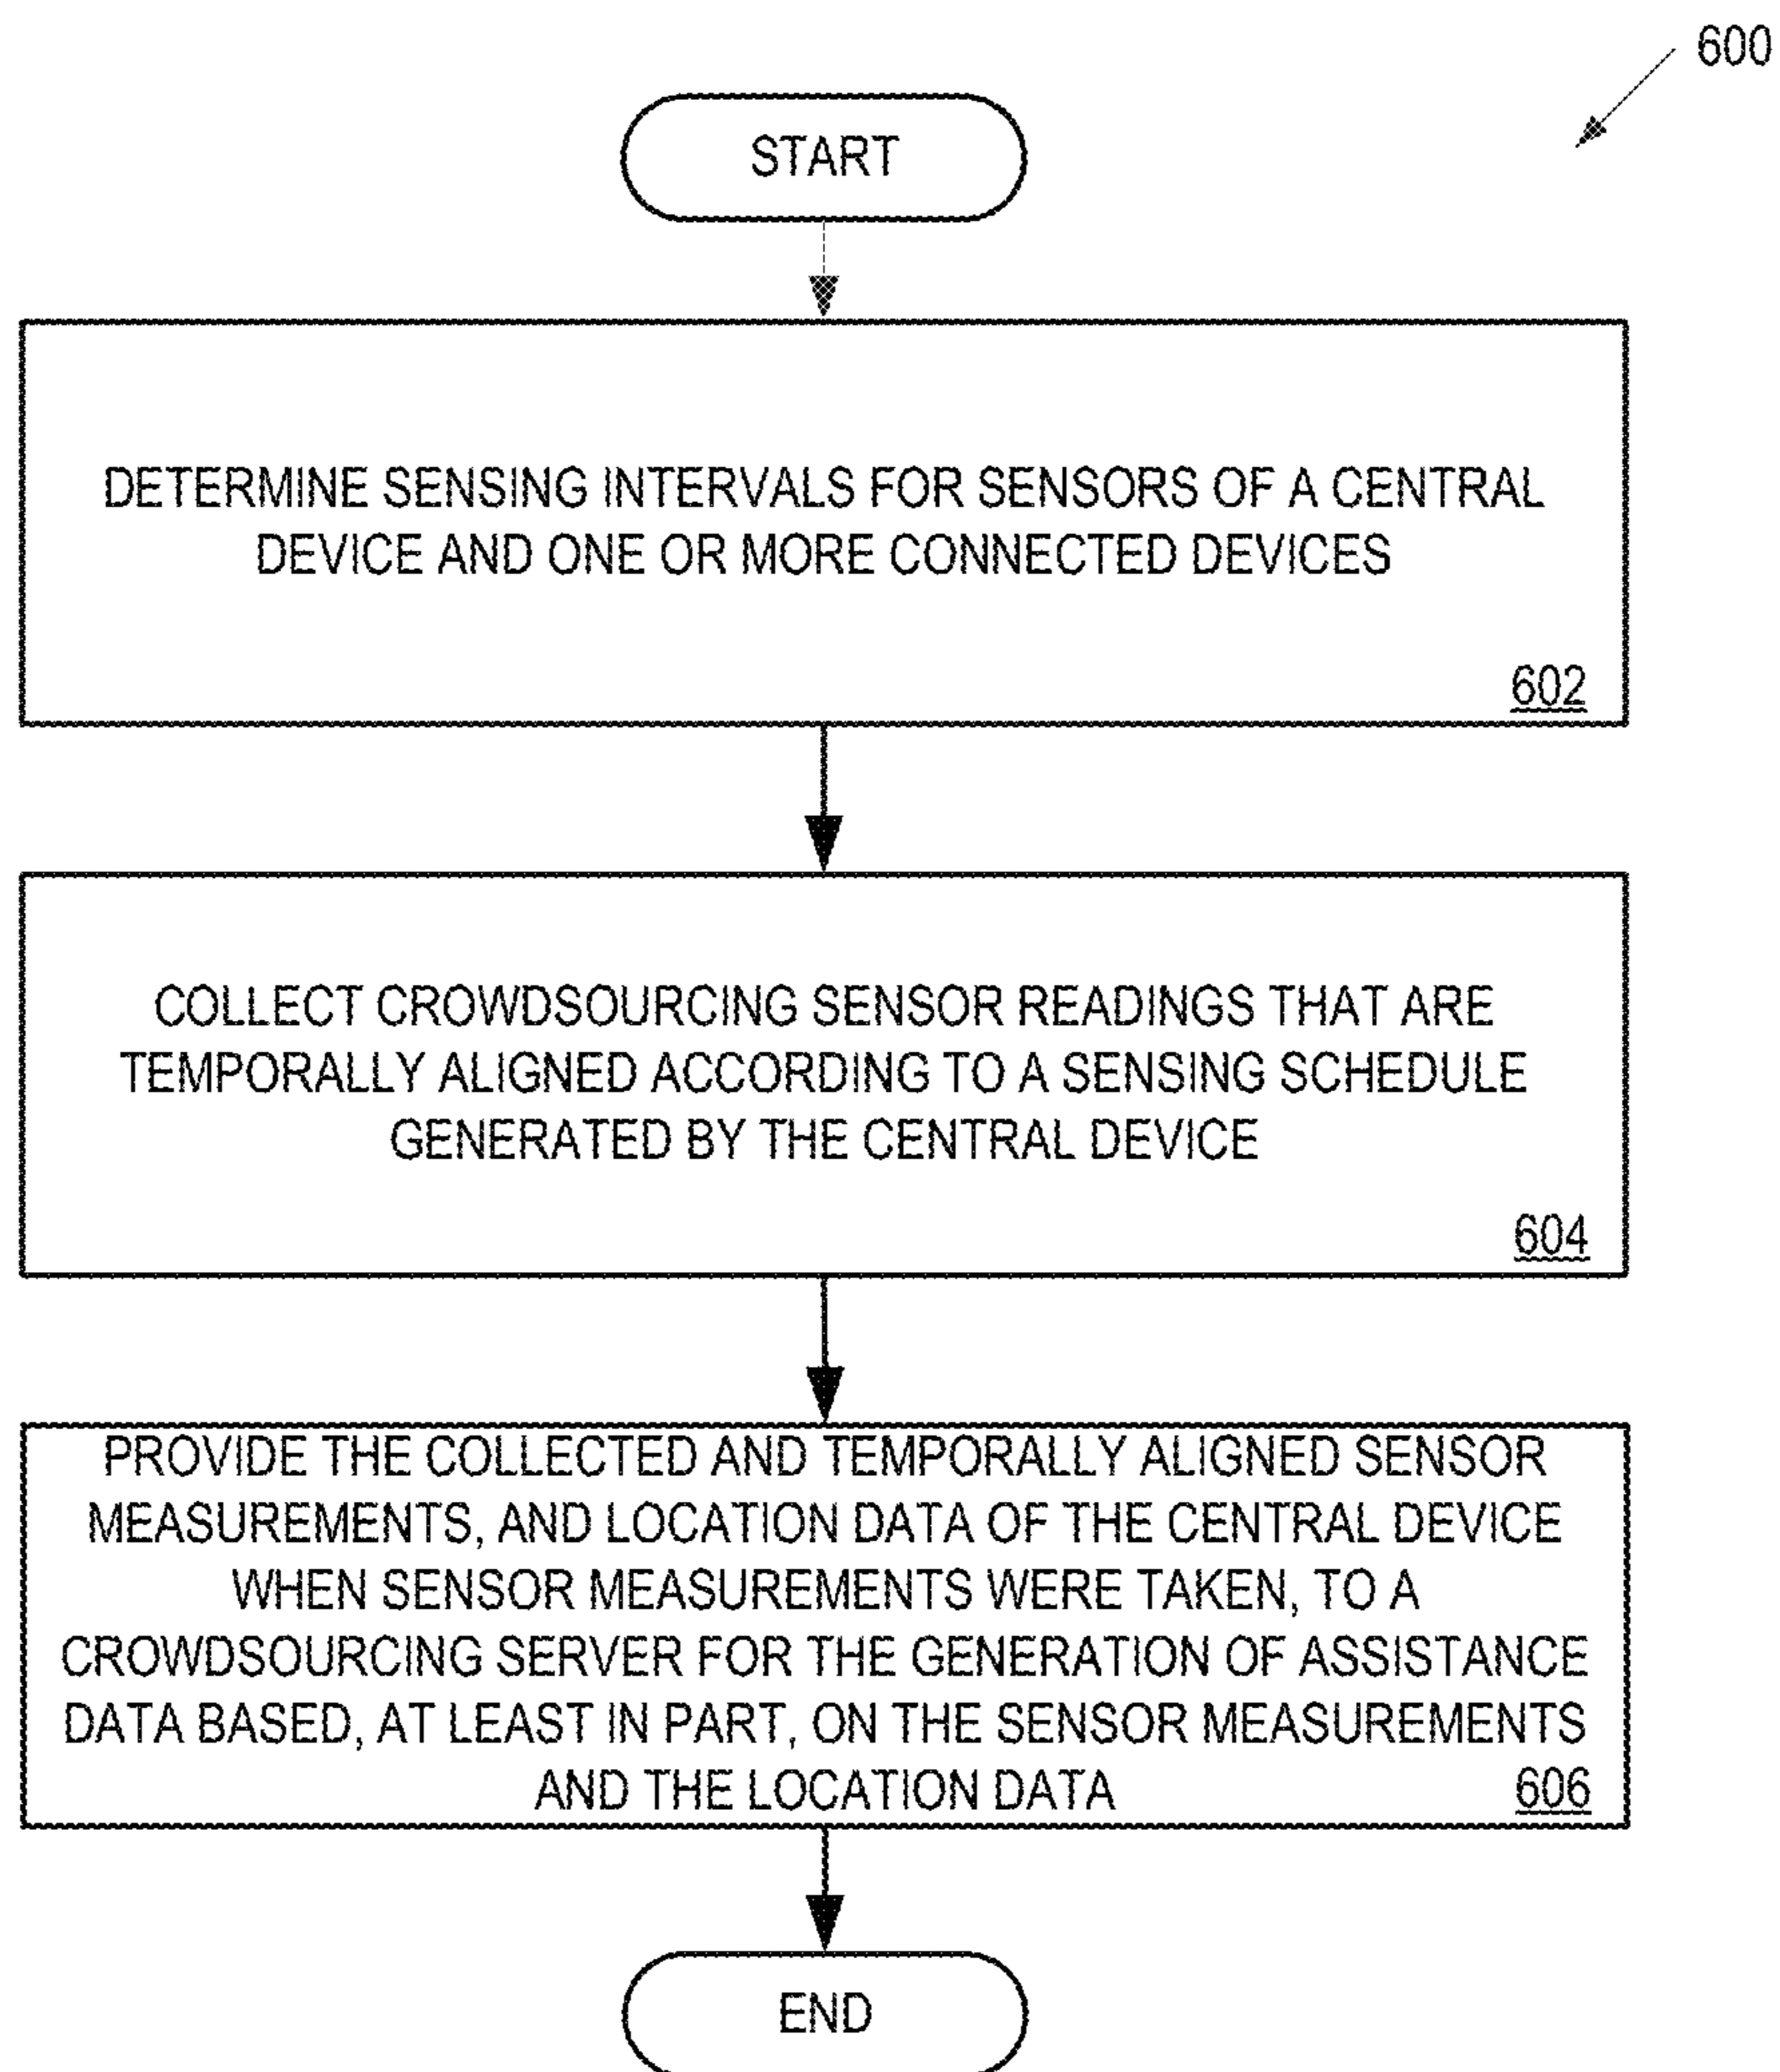 600
START
DETERMINE SENSING INTERVALS FOR SENSORS OF A CENTRAL
DEVICE AND ONE OR MORE CONNECTED DEVICES
602
COLLECT CROWDSOURCING SENSOR READINGS THAT ARE
TEMPORALLY ALIGNED ACCORDING TO A SENSING SCHEDULE
GENERATED BY THE CENTRAL DEVICE
604
PROVIDE THE COLLECTED AND TEMPORALLY ALIGNED SENSOR
MEASUREMENTS, AND LOCATION DATA OF THE CENTRAL DEVICE
WHEN SENSOR MEASUREMENTS WERE TAKEN, TO A
CROWDSOURCING SERVER FOR THE GENERATION OF ASSISTANCE
DATA BASED, AT LEAST IN PART, ON THE SENSOR MEASUREMENTS
AND THE LOCATION DATA
606
END